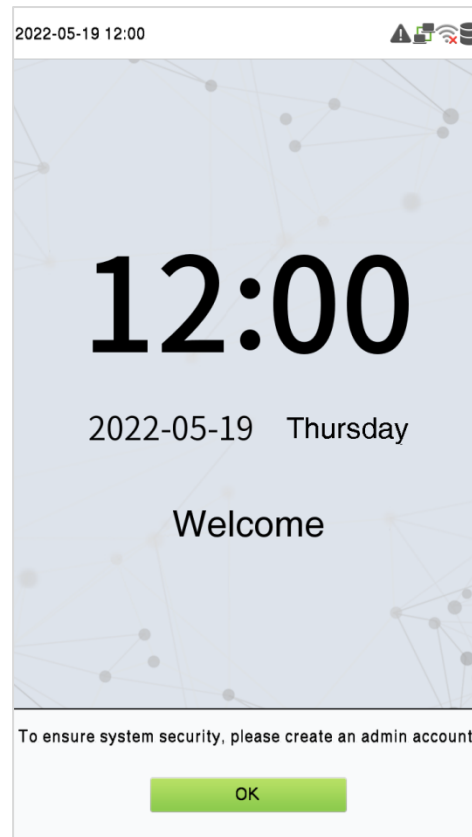 2022-05-19 12:00
12:00
2022-05-19 Thursday
Welcome
To ensure system security, please create an admin account
OK